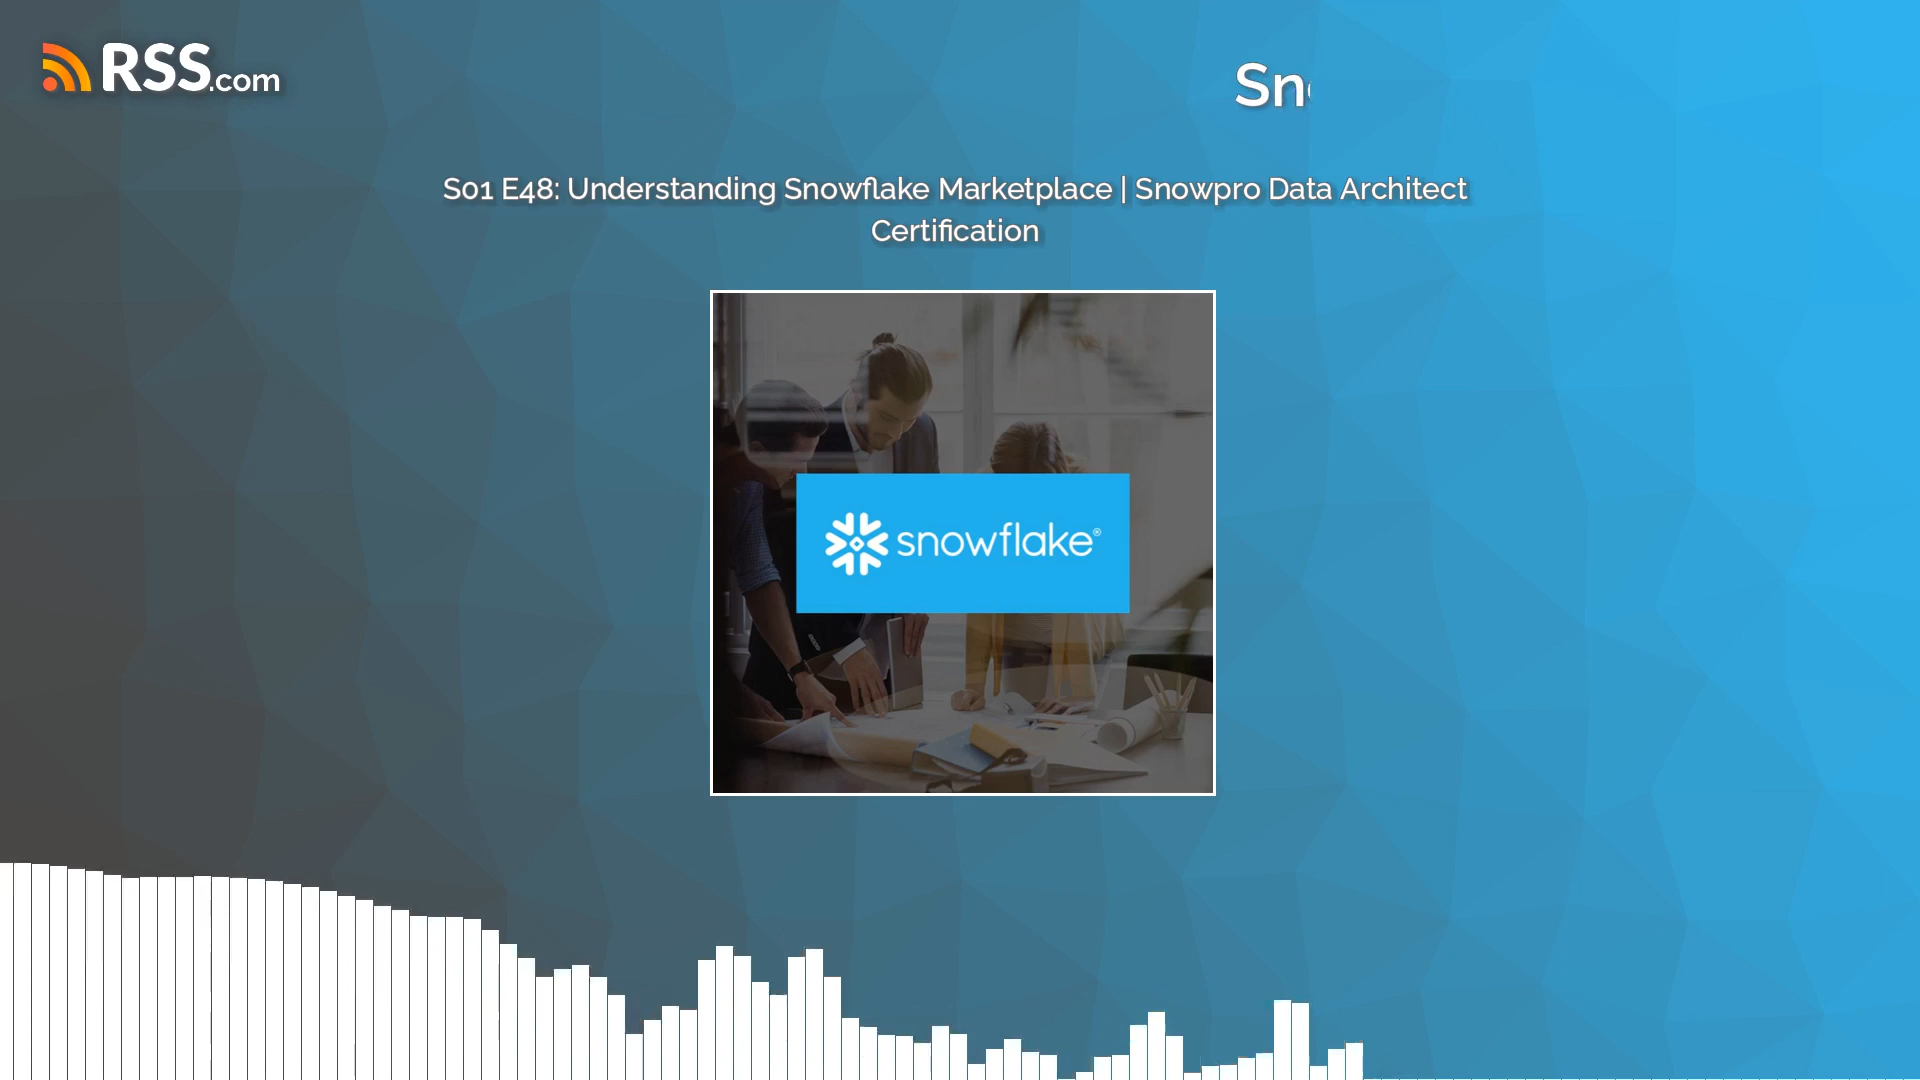 RSS.com
Sn
S01 E48: Understanding Snowflake Marketplace | Snowpro Data Architect
Certification
snowflake®